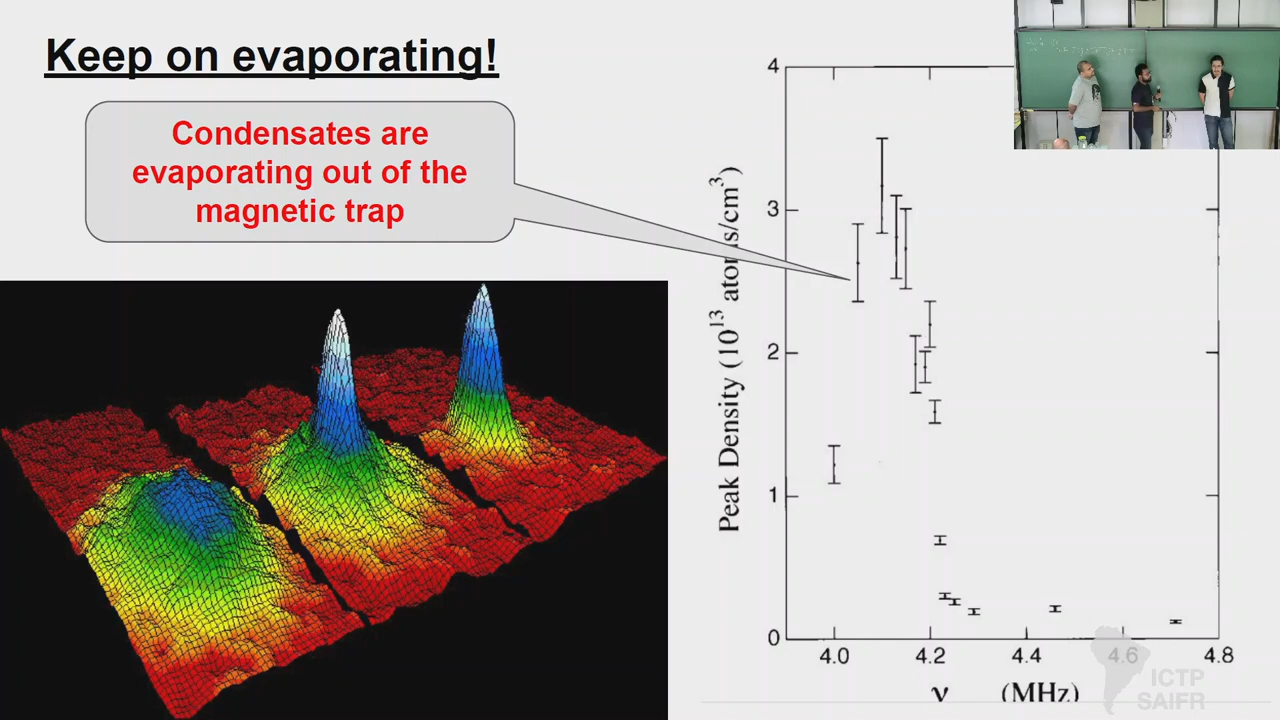 Keep on evaporating!
Condensates are
evaporating out of the
magnetic trap
Peak Density (10¹³ atoms/cm³)
4
3
2
1
0
4.0 4.2 4.4 4.6 4.8
ν (MHz)
ICTP
SAIFR